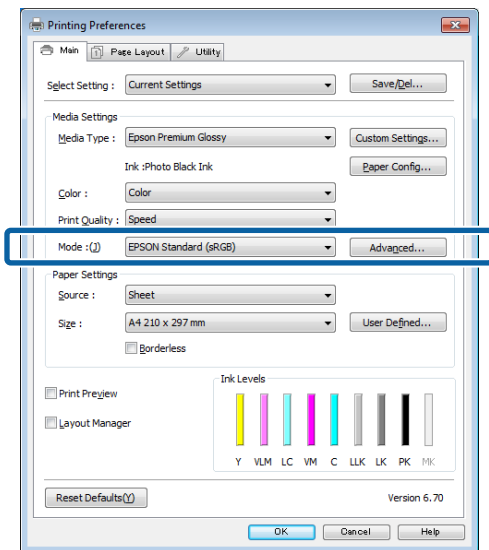 Printing Preferences
Main Page Layout Utility
Select Setting : Current Settings Save/Del...
Media Settings
Media Type : Epson Premium Glossy Custom Settings...
Ink :Photo Black Ink Paper Config...
Color : Color
Print Quality : Speed
Mode :(J) EPSON Standard (sRGB) Advanced...
Paper Settings
Source : Sheet
Size : A4 210 x 297 mm User Defined...
Borderless
Ink Levels
Print Preview
Layout Manager
Y VLM LC VM C LLK LK PK MK
Reset Defaults(Y) Version 6.70
OK Cancel Help